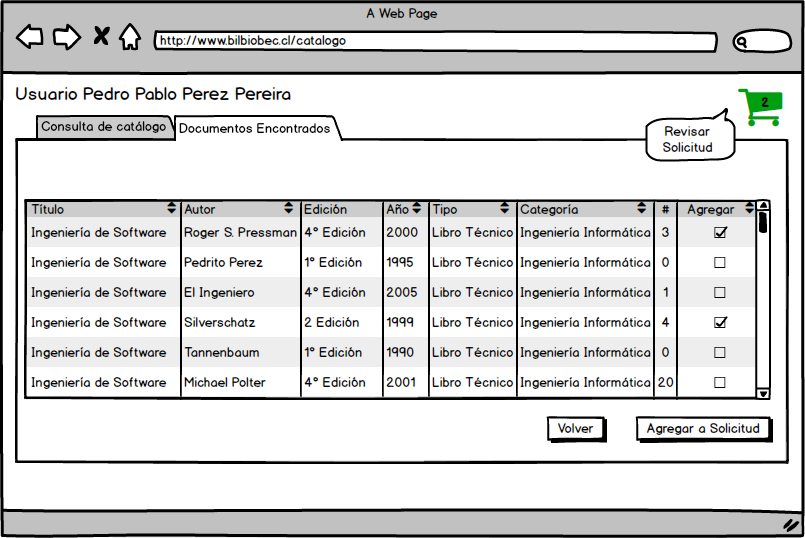 A Web Page
http://www.bilbiobec.cl/catalogo
Usuario Pedro Pablo Perez Pereira
2
Consulta de catálogo Documentos Encontrados
Revisar
Solicitud
Título Autor Edición Año Tipo Categoría # Agregar
Ingeniería de Software Roger S. Pressman 4° Edición 2000 Libro Técnico Ingeniería Informática 3
Ingeniería de Software Pedrito Perez 1° Edición 1995 Libro Técnico Ingeniería Informática 0
Ingeniería de Software El Ingeniero 4° Edición 2005 Libro Técnico Ingeniería Informática 1
Ingeniería de Software Silverschatz 2 Edición 1999 Libro Técnico Ingeniería Informática 4
Ingeniería de Software Tannenbaum 1° Edición 1990 Libro Técnico Ingeniería Informática 0
Ingeniería de Software Michael Polter 4° Edición 2001 Libro Técnico Ingeniería Informática 20
Volver Agregar a Solicitud